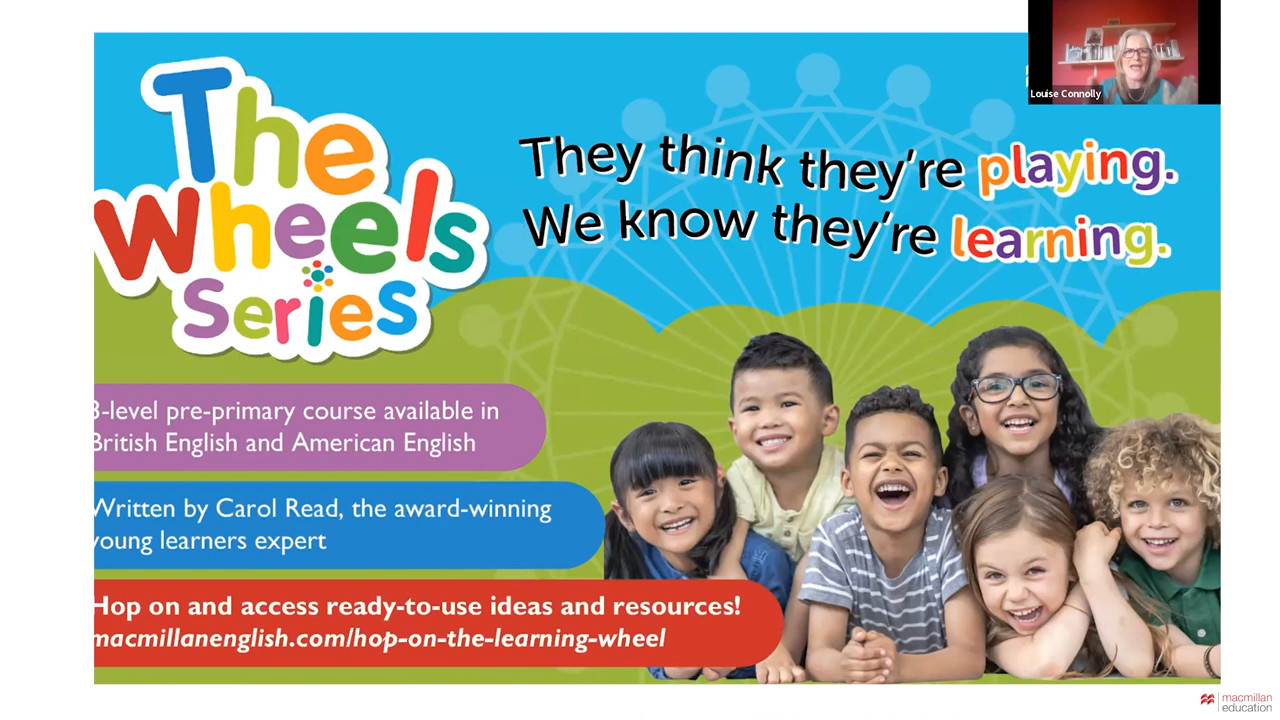 The
Wheels
Series
They think they're playing.
We know they're learning.
3-level pre-primary course available in
British English and American English
Written by Carol Read, the award-winning
young learners expert
Hop on and access ready-to-use ideas and resources!
macmillanenglish.com/hop-on-the-learning-wheel
Louise Connolly
macmillan
education